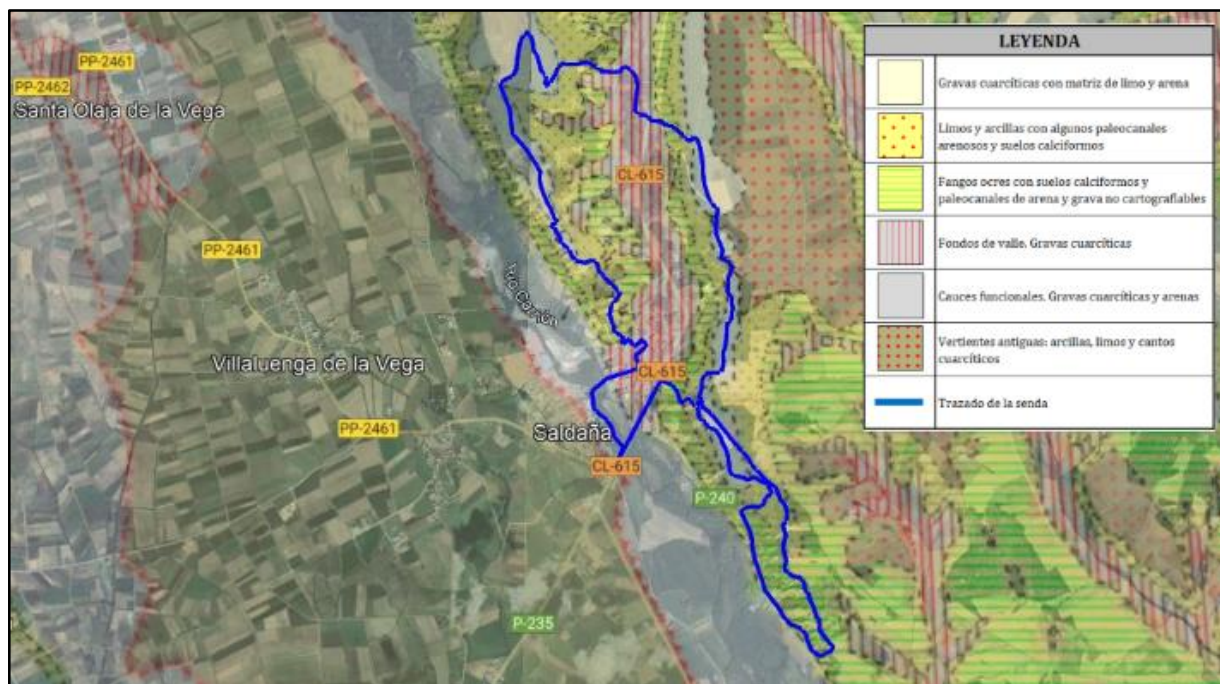 PP-2461
PP-2462
Santa Olaja de la Vega
PP-2461
Río Carrión
Villaluenga de la Vega
PP-2461
Saldaña
CL-615
CL-615
CL-615
P-240
P-235
LEYENDA
Gravas cuarcíticas con matriz de limo y arena
Limos y arcillas con algunos paleocanales
arenosos y suelos calciformos
Fangos ocres con suelos calciformos y
paleocanales de arena y grava no cartografiables
Fondos de valle. Gravas cuarcíticas
Cauces funcionales. Gravas cuarcíticas y arenas
Vertientes antiguas: arcillas, limos y cantos
cuarcíticos
Trazado de la senda